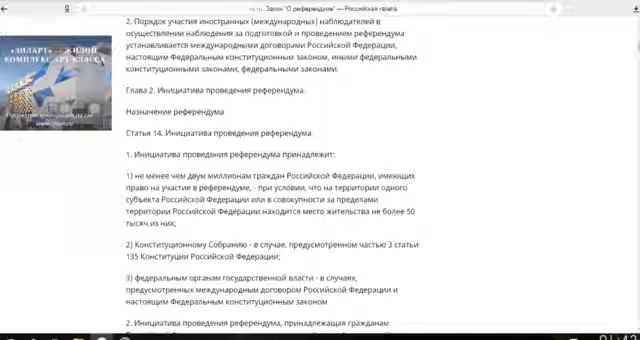 Закон "О референдуме" — Российская газета
2. Порядок участия иностранных (международных) наблюдателей в
осуществлении наблюдения за подготовкой и проведением референдума
устанавливается международными договорами Российской Федерации,
настоящим Федеральным конституционным законом, иными федеральными
конституционными законами, федеральными законами.
«ЗИЛАРТ» — ЖИЛОЙ
КОМПЛЕКС АРТ-КЛАССА
Глава 2. Инициатива проведения референдума.
Назначение референдума
Статья 14. Инициатива проведения референдума
1. Инициатива проведения референдума принадлежит:
1) не менее чем двум миллионам граждан Российской Федерации, имеющих
право на участие в референдуме, - при условии, что на территории одного
субъекта Российской Федерации или в совокупности за пределами
территории Российской Федерации находится место жительства не более 50
тысяч из них;
2) Конституционному Собранию - в случае, предусмотренном частью 3 статьи
135 Конституции Российской Федерации;
3) федеральным органам государственной власти - в случаях,
предусмотренных международным договором Российской Федерации и
настоящим Федеральным конституционным законом
2. Инициатива проведения референдума, принадлежащая гражданам